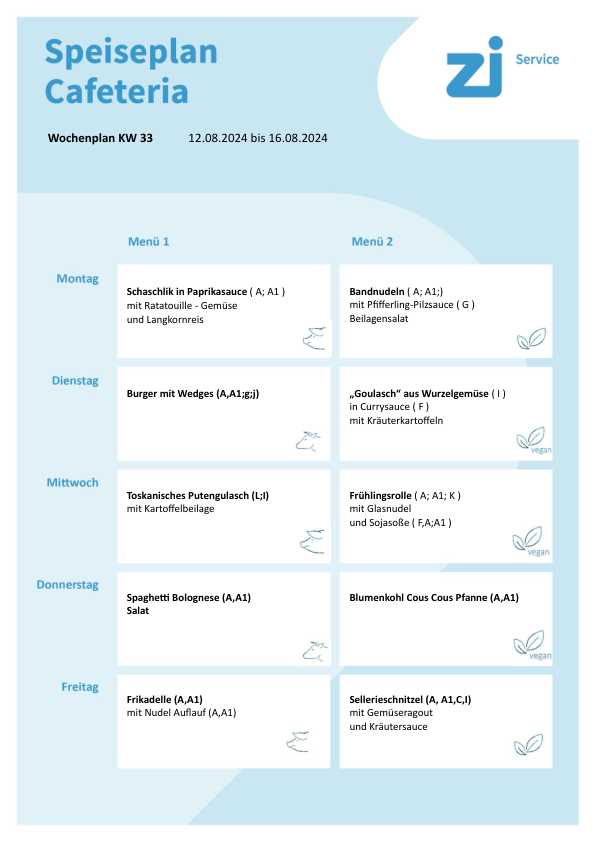 Speiseplan
Cafeteria
zi Service
Wochenplan KW 33 12.08.2024 bis 16.08.2024
Menü 1 Menü 2
Montag
Schaschlik in Paprikasauce ( A; A1 )
mit Ratatouille - Gemüse
und Langkornreis
Bandnudeln ( A; A1;)
mit Pfifferling-Pilzsauce ( G )
Beilagensalat
Dienstag
Burger mit Wedges (A,A1;g;j)
„Goulasch“ aus Wurzelgemüse ( I )
in Currysauce ( F )
mit Kräuterkartoffeln
vegan
Mittwoch
Toskanisches Putengulasch (L;I)
mit Kartoffelbeilage
Frühlingsrolle ( A; A1; K )
mit Glasnudel
und Sojasoße ( F,A;A1 )
vegan
Donnerstag
Spaghetti Bolognese (A,A1)
Salat
Blumenkohl Cous Cous Pfanne (A,A1)
vegan
Freitag
Frikadelle (A,A1)
mit Nudel Auflauf (A,A1)
Sellerieschnitzel (A, A1,C,I)
mit Gemüseragout
und Kräutersauce